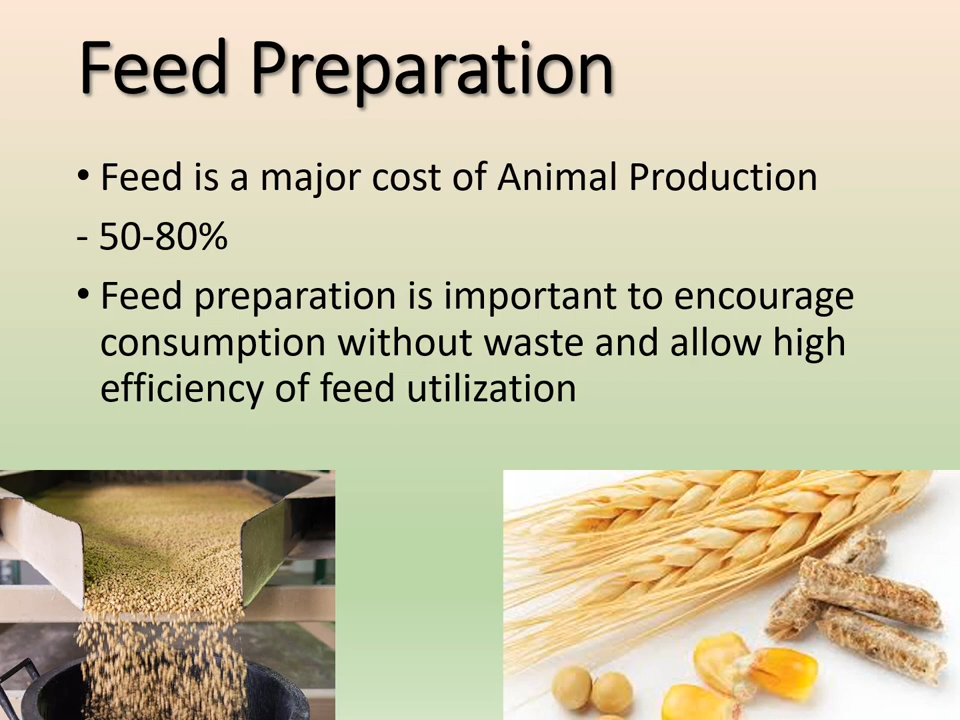 Feed Preparation
• Feed is a major cost of Animal Production
- 50-80%
• Feed preparation is important to encourage
consumption without waste and allow high
efficiency of feed utilization